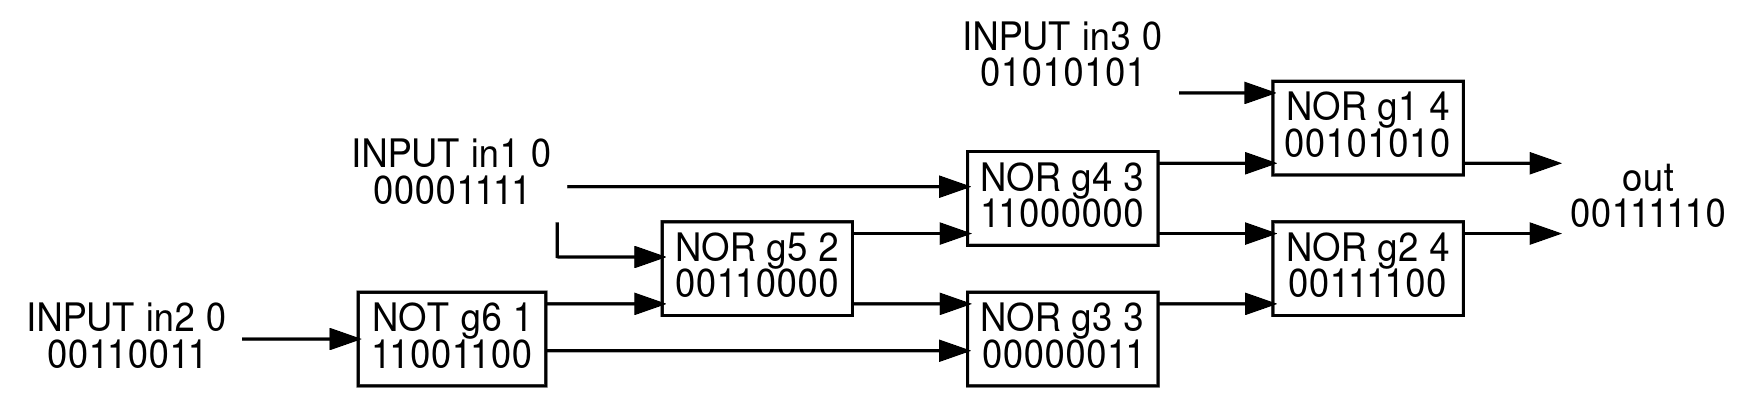 INPUT in3 0
01010101
NOR g1 4
00101010
INPUT in1 0
00001111
NOR g4 3
11000000
out
00111110
NOR g5 2
00110000
NOR g2 4
00111100
INPUT in2 0
00110011
NOT g6 1
11001100
NOR g3 3
00000011